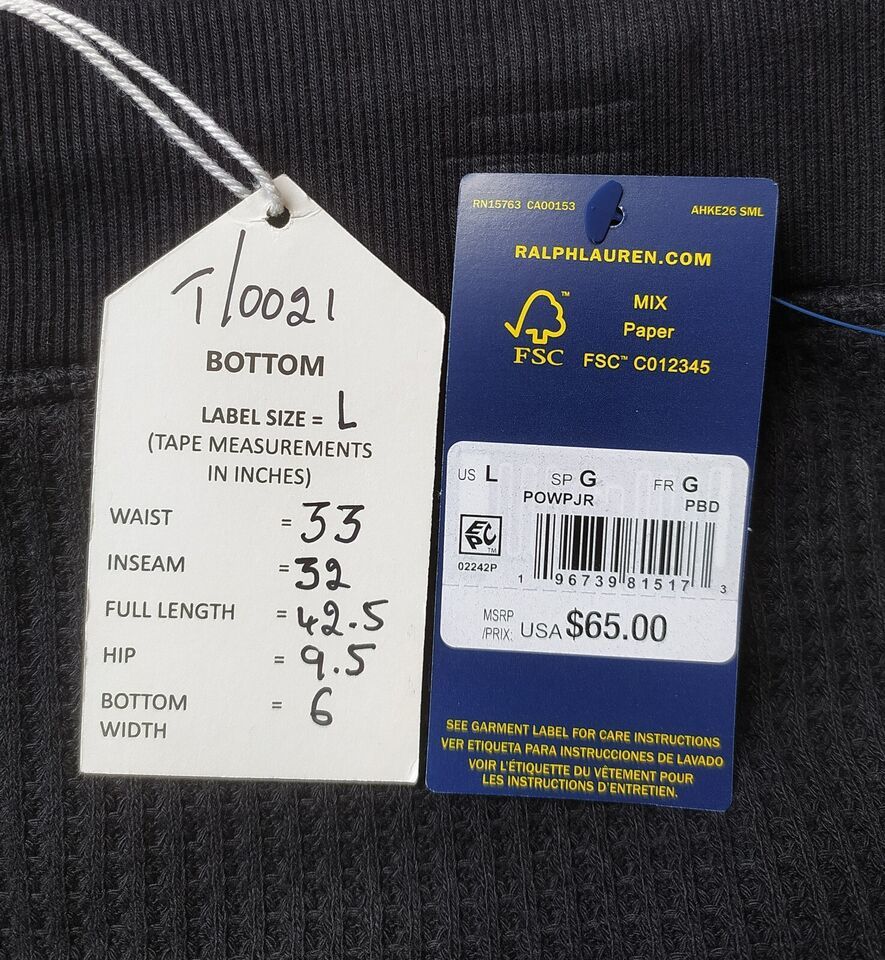 T/0021
BOTTOM
LABEL SIZE = L
(TAPE MEASUREMENTS
IN INCHES)
WAIST = 33
INSEAM = 32
FULL LENGTH = 42.5
HIP = 9.5
BOTTOM WIDTH = 6
RN15763 CA00153 AHKE26 SML
RALPHLAUREN.COM
FSC™
MIX
Paper
FSC™ C012345
US L SP G FR G
POWPJR PBD
EPC™
02242P
1 96739 81517 3
MSRP
/PRIX: USA $65.00
SEE GARMENT LABEL FOR CARE INSTRUCTIONS
VER ETIQUETA PARA INSTRUCCIONES DE LAVADO
VOIR L'ÉTIQUETTE DU VÊTEMENT POUR
LES INSTRUCTIONS D'ENTRETIEN.